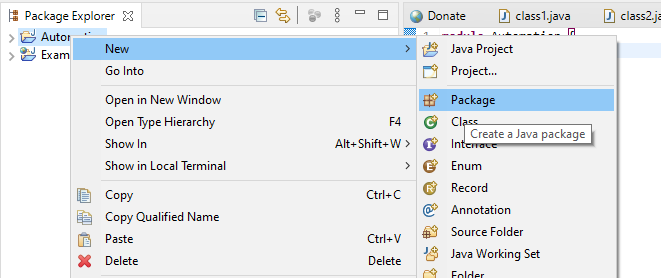 Package Explorer
Donate
class1.java
class2.ja
1 module Automation {
Automation
Exam
New
Go Into
Open in New Window
Open Type Hierarchy F4
Show In Alt+Shift+W
Show in Local Terminal
Copy Ctrl+C
Copy Qualified Name
Paste Ctrl+V
Delete Delete
Java Project
Project...
Package
Class
Create a Java package
Interface
Enum
Record
Annotation
Source Folder
Java Working Set
Folder